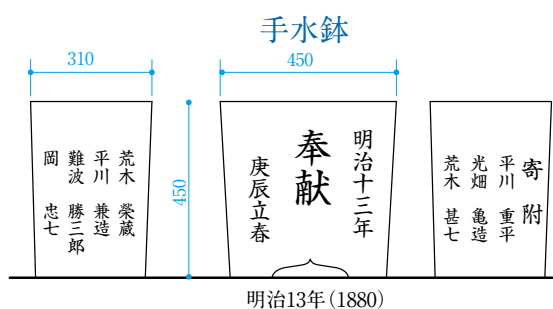 手水鉢
310
450
450
寄附
平川 重平
光畑 亀造
荒木 甚七
明治十三年
奉献
庚辰立春
荒木 榮蔵
平川 兼造
難波 勝三郎
岡 忠七
明治13年(1880)